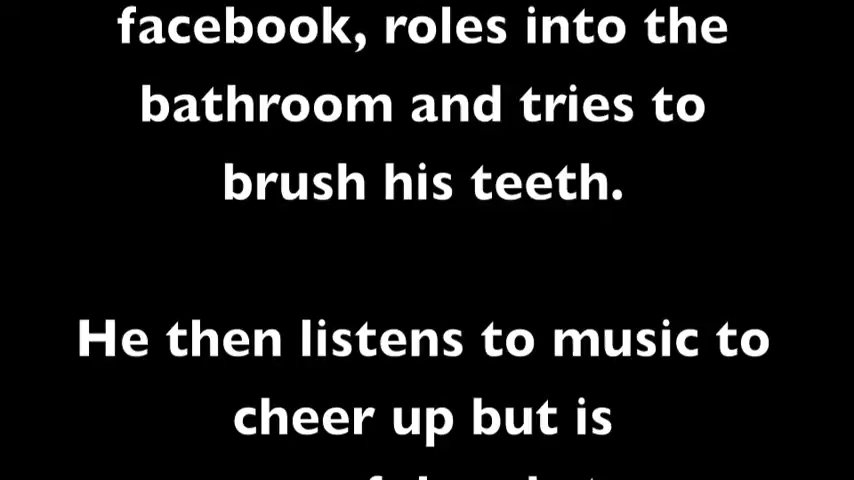 facebook, roles into the
bathroom and tries to
brush his teeth.
He then listens to music to
cheer up but is